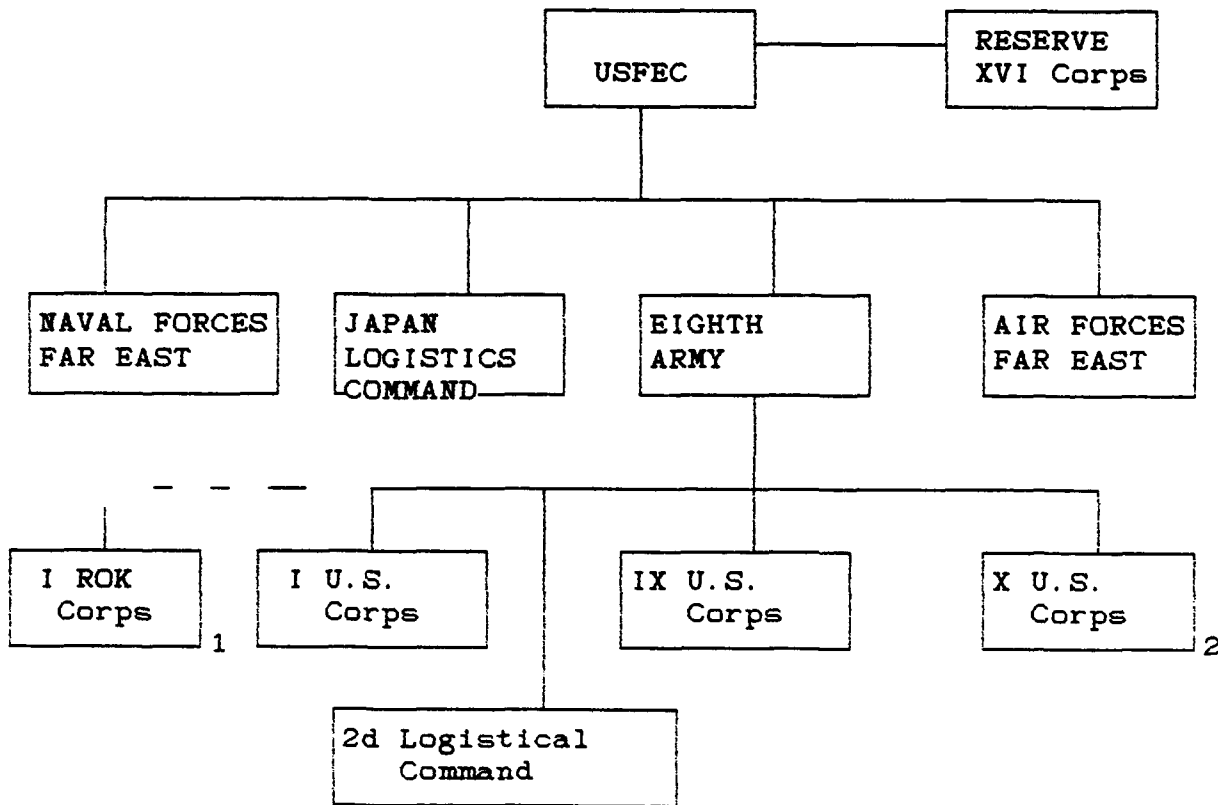 USFEC
RESERVE
XVI Corps
NAVAL FORCES
FAR EAST
JAPAN
LOGISTICS
COMMAND
EIGHTH
ARMY
AIR FORCES
FAR EAST
I ROK
Corps
1
I U.S.
Corps
IX U.S.
Corps
X U.S.
Corps
2
2d Logistical
Command